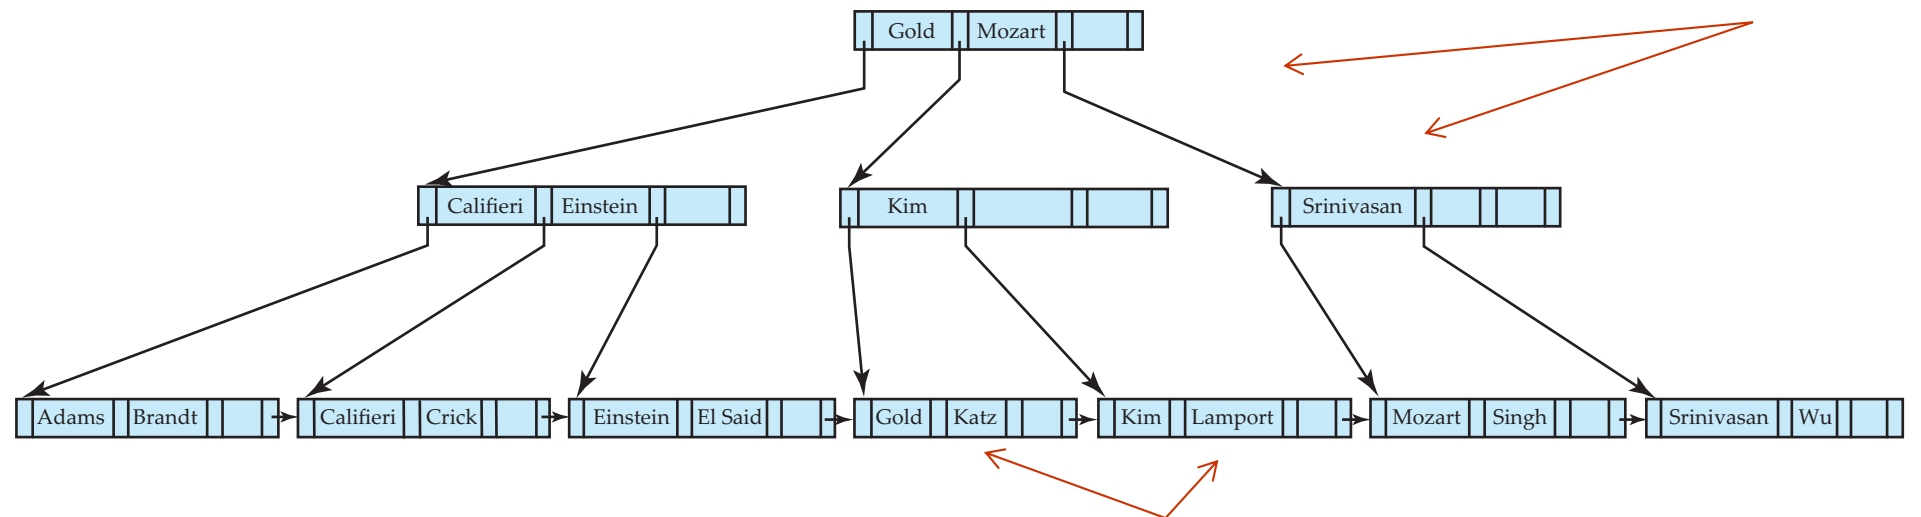 Gold Mozart
Califieri Einstein Kim Srinivasan
Adams Brandt Califieri Crick Einstein El Said Gold Katz Kim Lamport Mozart Singh Srinivasan Wu